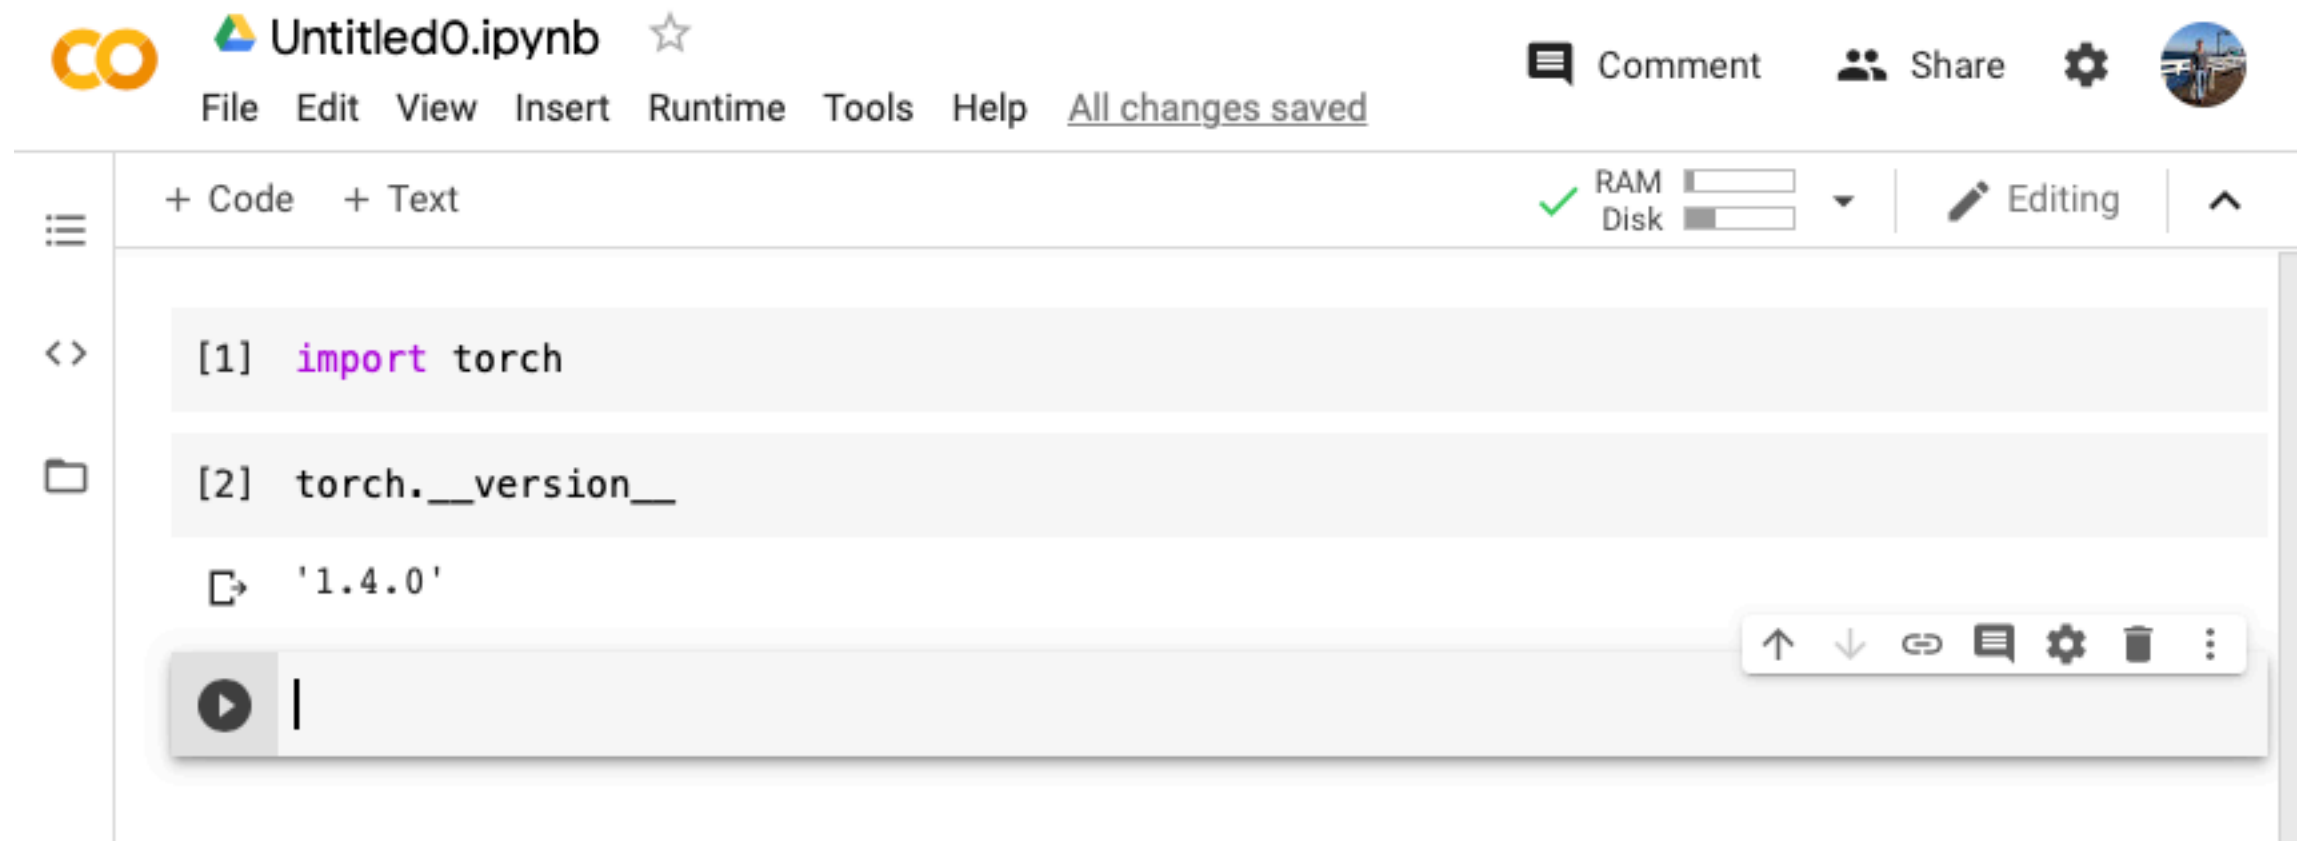 Untitled0.ipynb
File Edit View Insert Runtime Tools Help All changes saved
Comment Share
+ Code + Text
RAM
Disk
Editing
[1] import torch
[2] torch.__version__
'1.4.0'